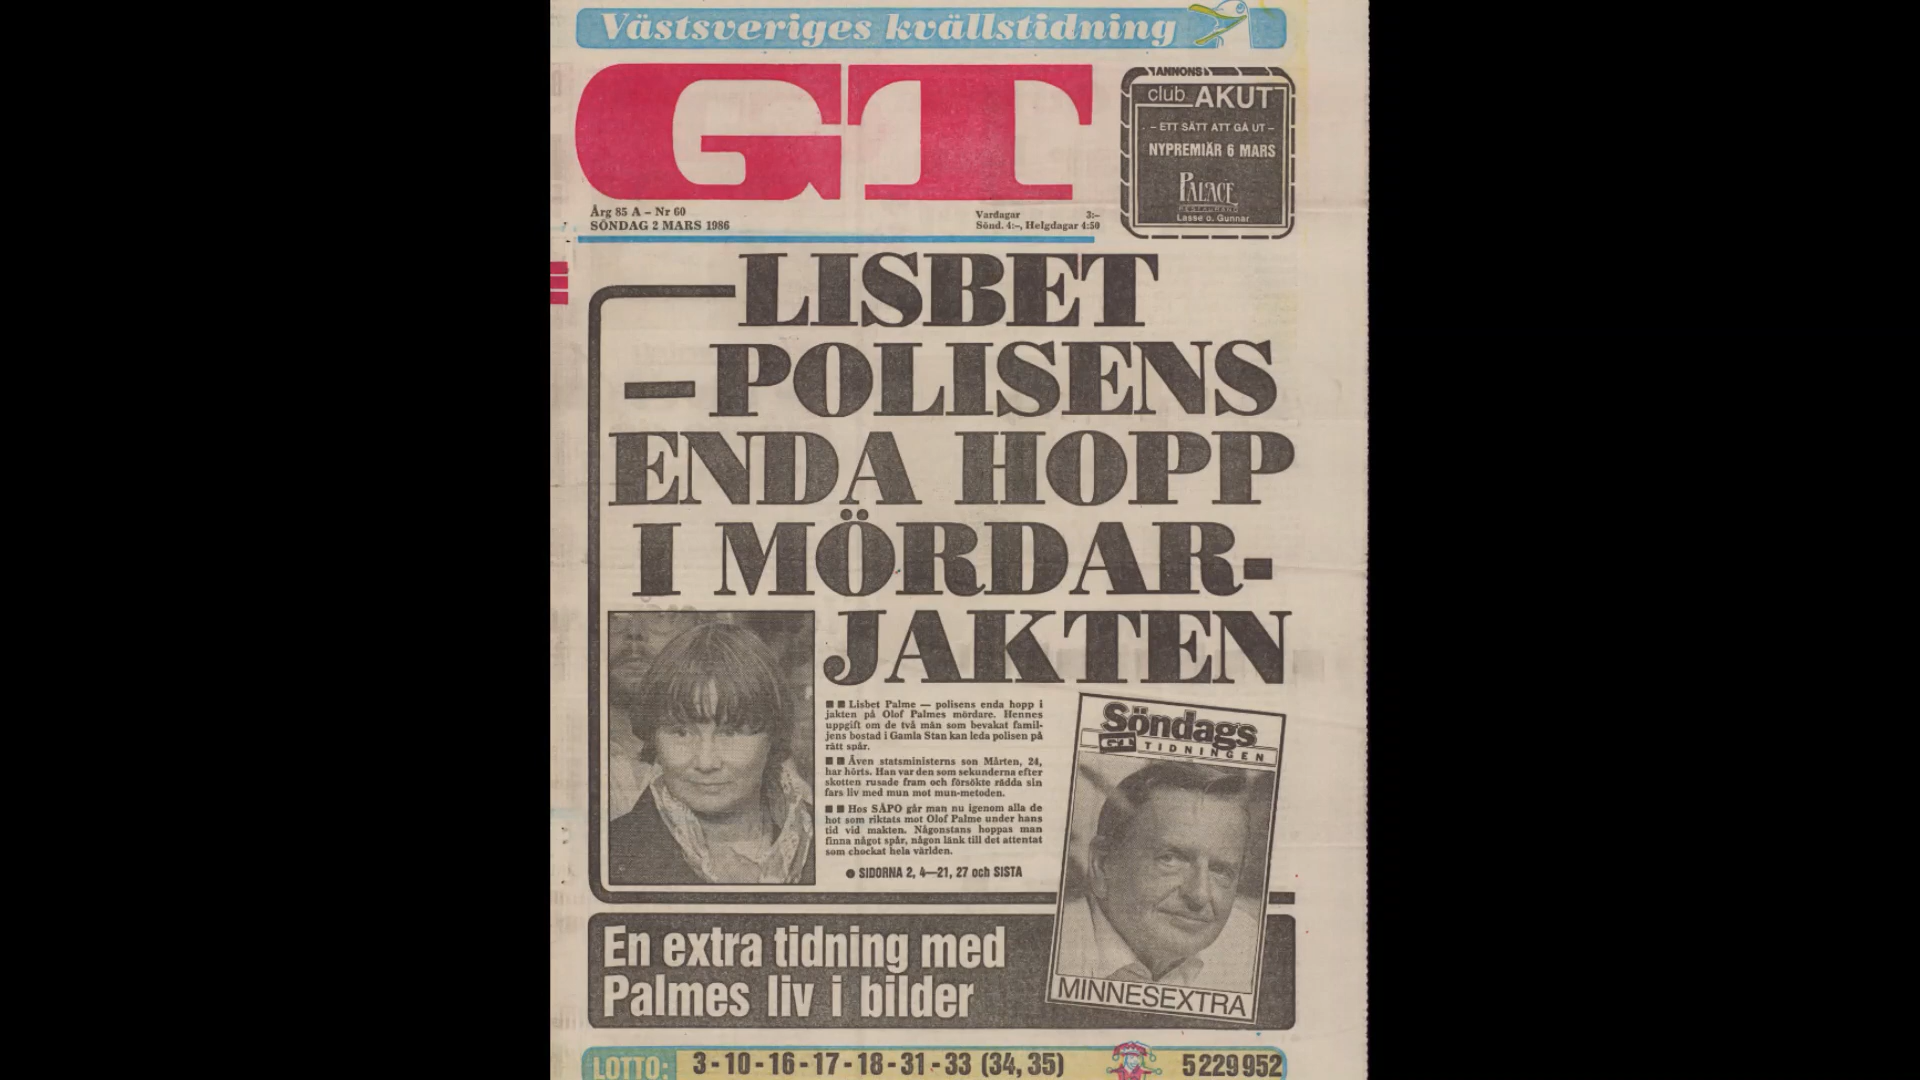 Västsveriges kvällstidning
GT
ANNONS
club AKUT
– ETT SÄTT ATT GÅ UT –
NYPREMIÄR 6 MARS
PALACE
RESTAURANG
Lasse o. Gunnar
Årg 85 A – Nr 60
SÖNDAG 2 MARS 1986
Vardagar 3:–
Sönd. 4:–, Helgdagar 4:50
LISBET
–POLISENS
ENDA HOPP
I MÖRDAR-
JAKTEN
■ ■ Lisbet Palme — polisens enda hopp i
jakten på Olof Palmes mördare. Hennes
uppgift om de två män som bevakat famil-
jens bostad i Gamla Stan kan leda polisen på
rätt spår.
■ ■ Även statsministerns son Mårten, 24,
har hörts. Han var den som sekunderna efter
skotten rusade fram och försökte rädda sin
fars liv med mun mot mun-metoden.
■ ■ Hos SÄPO går man nu igenom alla de
hot som riktats mot Olof Palme under hans
tid vid makten. Någonstans hoppas man
finna något spår, någon länk till det attentat
som chockat hela världen.
● SIDORNA 2, 4—21, 27 och SISTA
Söndags
GT TIDNINGEN
MINNESEXTRA
En extra tidning med
Palmes liv i bilder
LOTTO: 3 - 10 - 16 - 17 - 18 - 31 - 33 (34, 35) 5 229 952